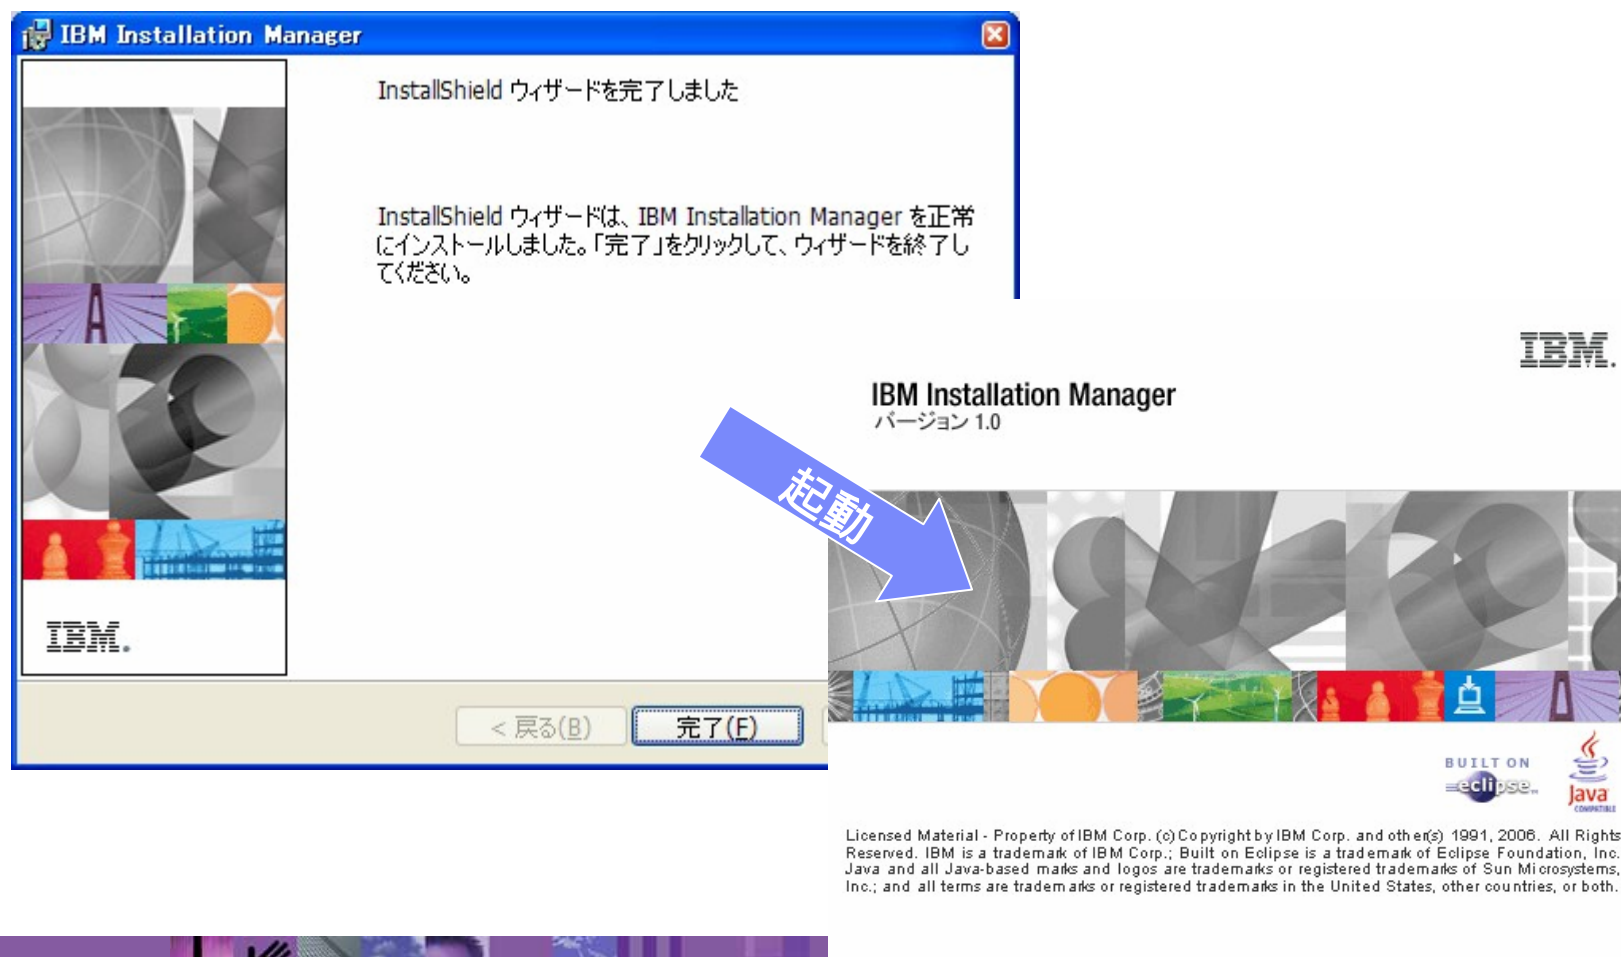 IBM Installation Manager
InstallShield ウィザードを完了しました
InstallShield ウィザードは、IBM Installation Manager を正常
にインストールしました。「完了」をクリックして、ウィザードを終了し
てください。
IBM.
< 戻る(B)
完了(F)
起動
IBM.
IBM Installation Manager
バージョン 1.0
BUILT ON
eclipse
Java
COMPATIBLE
Licensed Material - Property of IBM Corp. (c) Copyright by IBM Corp. and other(s) 1991, 2006. All Rights
Reserved. IBM is a trademark of IBM Corp.; Built on Eclipse is a trademark of Eclipse Foundation, Inc.
Java and all Java-based marks and logos are trademarks or registered trademarks of Sun Microsystems,
Inc.; and all terms are trademarks or registered trademarks in the United States, other countries, or both.